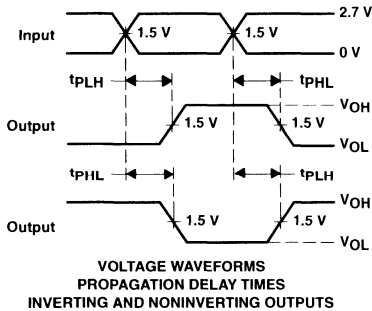 2.7 V
Input
1.5 V
1.5 V
0 V
tPLH
tPHL
VOH
Output
1.5 V
1.5 V
VOL
tPHL
tPLH
VOH
Output
1.5 V
1.5 V
VOL
VOLTAGE WAVEFORMS
PROPAGATION DELAY TIMES
INVERTING AND NONINVERTING OUTPUTS